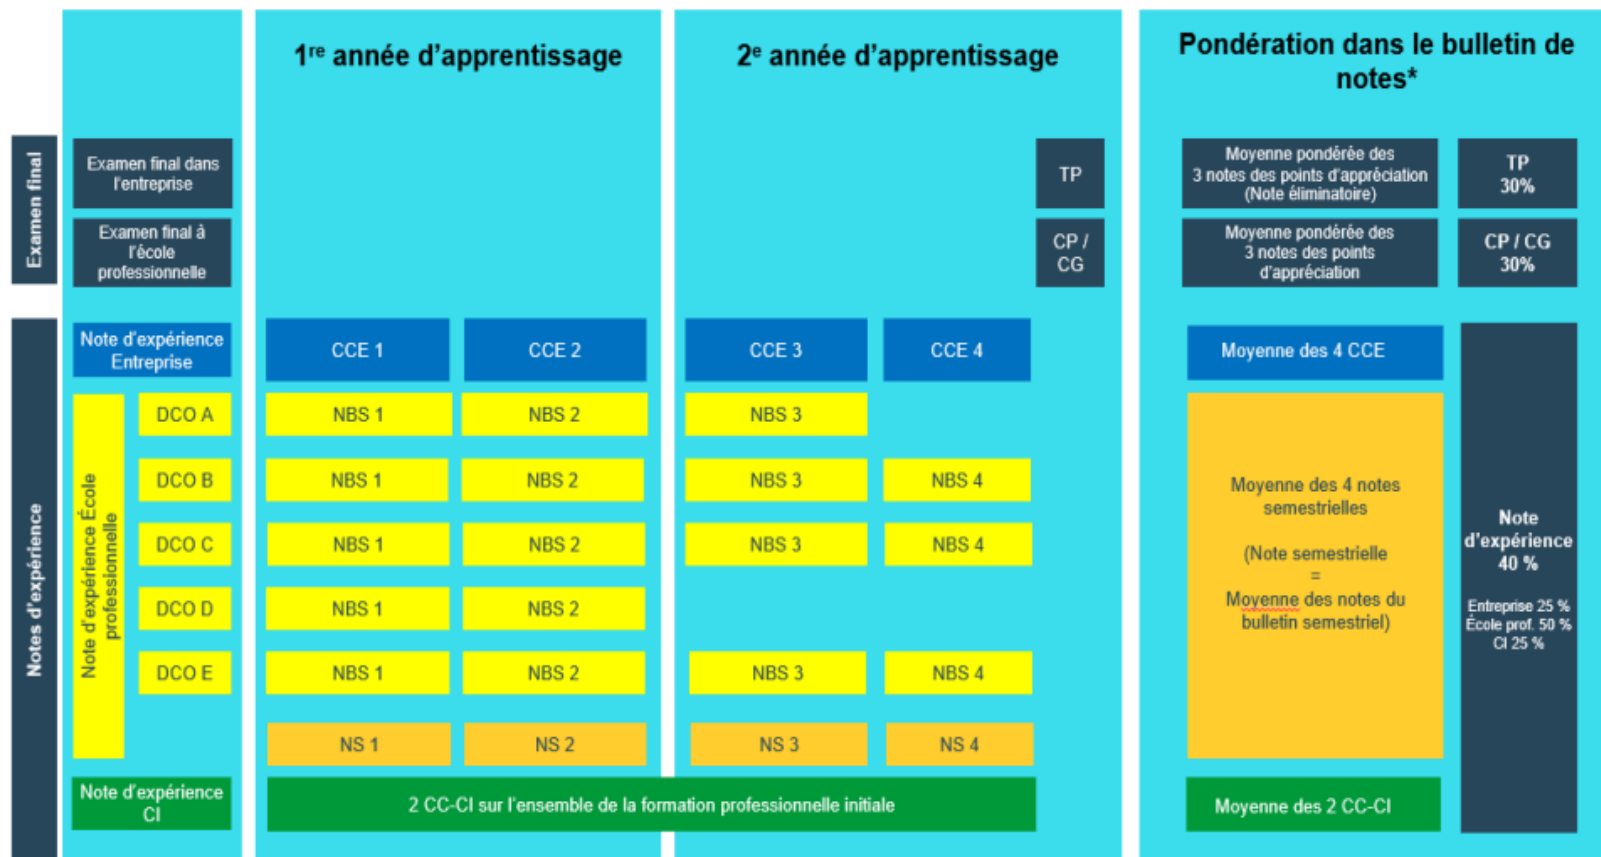 1re année d'apprentissage
2e année d'apprentissage
Pondération dans le bulletin de
notes*
Examen final
Examen final dans
l'entreprise
TP
Moyenne pondérée des
3 notes des points d'appréciation
(Note éliminatoire)
TP
30%
Examen final à
l'école
professionnelle
CP /
CG
Moyenne pondérée des
3 notes des points
d'appréciation
CP / CG
30%
Notes d'expérience
Note d'expérience
Entreprise
CCE 1
CCE 2
CCE 3
CCE 4
Moyenne des 4 CCE
Note d'expérience École
professionnelle
DCO A
NBS 1
NBS 2
NBS 3
DCO B
NBS 1
NBS 2
NBS 3
NBS 4
DCO C
NBS 1
NBS 2
NBS 3
NBS 4
DCO D
NBS 1
NBS 2
DCO E
NBS 1
NBS 2
NBS 3
NBS 4
NS 1
NS 2
NS 3
NS 4
Moyenne des 4 notes
semestrielles
(Note semestrielle
=
Moyenne des notes du
bulletin semestriel)
Note
d'expérience
40 %
Entreprise 25 %
École prof. 50 %
CI 25 %
Note d'expérience
CI
2 CC-CI sur l'ensemble de la formation professionnelle initiale
Moyenne des 2 CC-CI